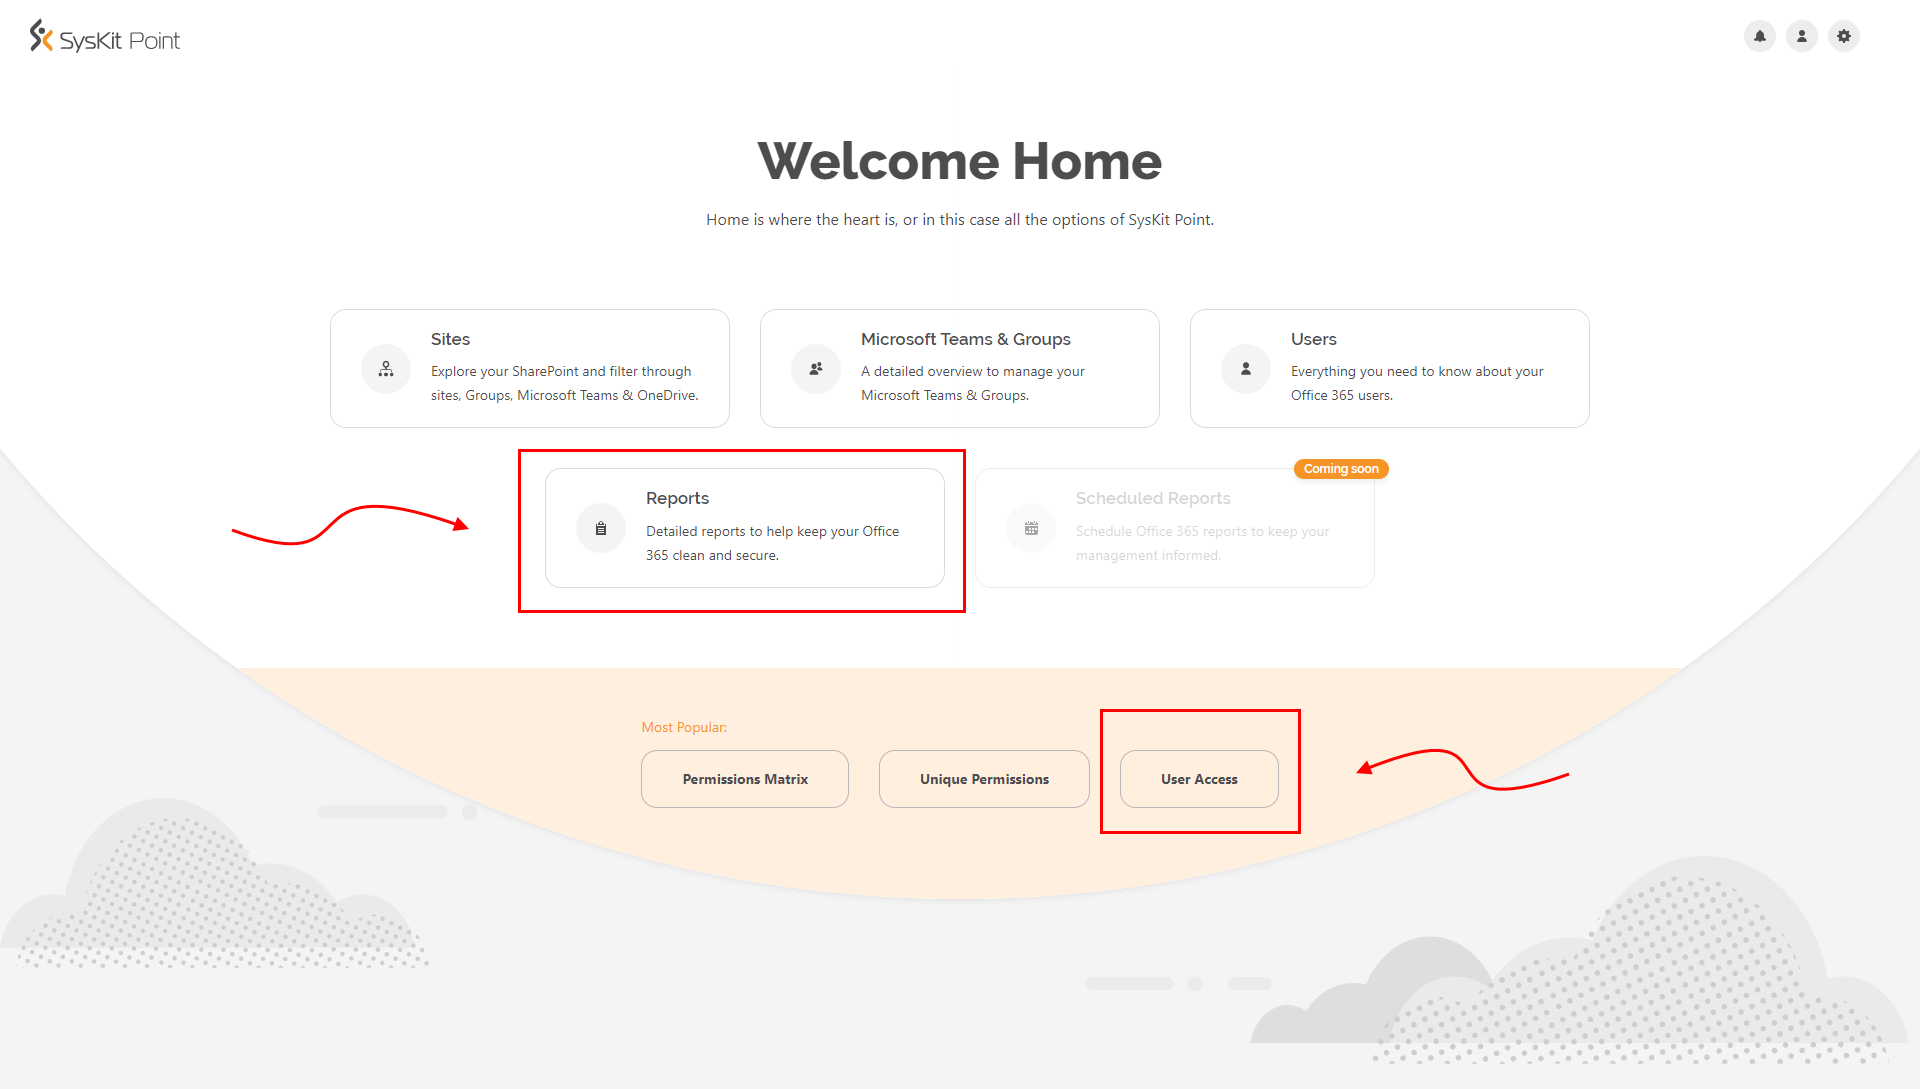 SysKit Point
Welcome Home
Home is where the heart is, or in this case all the options of SysKit Point.
Sites
Explore your SharePoint and filter through
sites, Groups, Microsoft Teams & OneDrive.
Microsoft Teams & Groups
A detailed overview to manage your
Microsoft Teams & Groups.
Users
Everything you need to know about your
Office 365 users.
Reports
Detailed reports to help keep your Office
365 clean and secure.
Coming soon
Scheduled Reports
Schedule Office 365 reports to keep your
management informed.
Most Popular:
Permissions Matrix
Unique Permissions
User Access